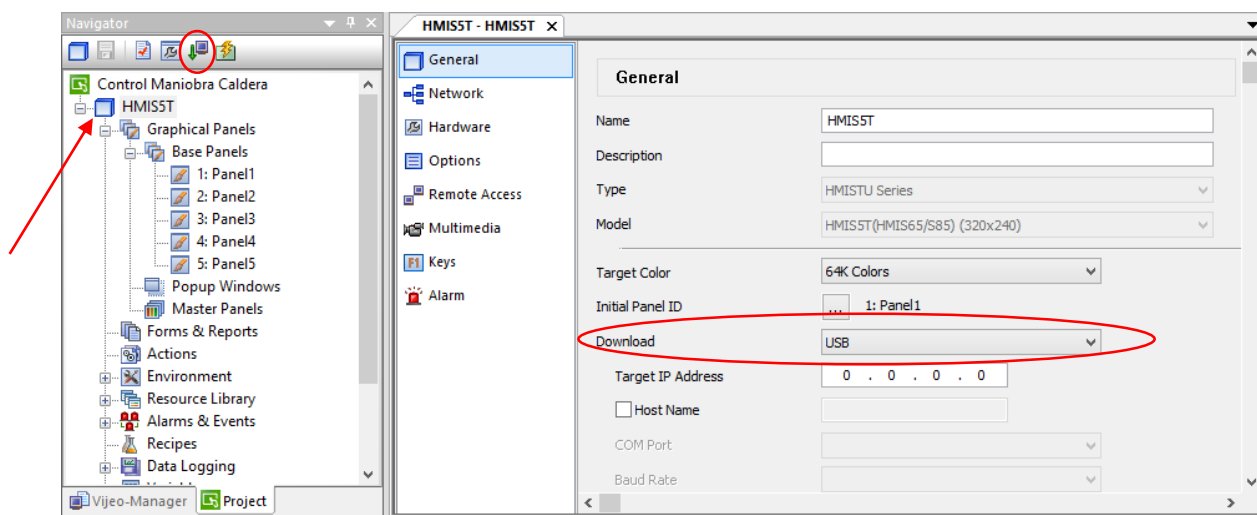 Navigator
Control Maniobra Caldera
HMIS5T
Graphical Panels
Base Panels
1: Panel1
2: Panel2
3: Panel3
4: Panel4
5: Panel5
Popup Windows
Master Panels
Forms & Reports
Actions
Environment
Resource Library
Alarms & Events
Recipes
Data Logging
Vijeo-Manager
Project
HMIS5T - HMIS5T
General
Network
Hardware
Options
Remote Access
Multimedia
F1 Keys
Alarm
General
Name HMIS5T
Description
Type HMISTU Series
Model HMIS5T(HMIS65/S85) (320x240)
Target Color 64K Colors
Initial Panel ID ... 1: Panel1
Download USB
Target IP Address 0 . 0 . 0 . 0
Host Name
COM Port
Baud Rate